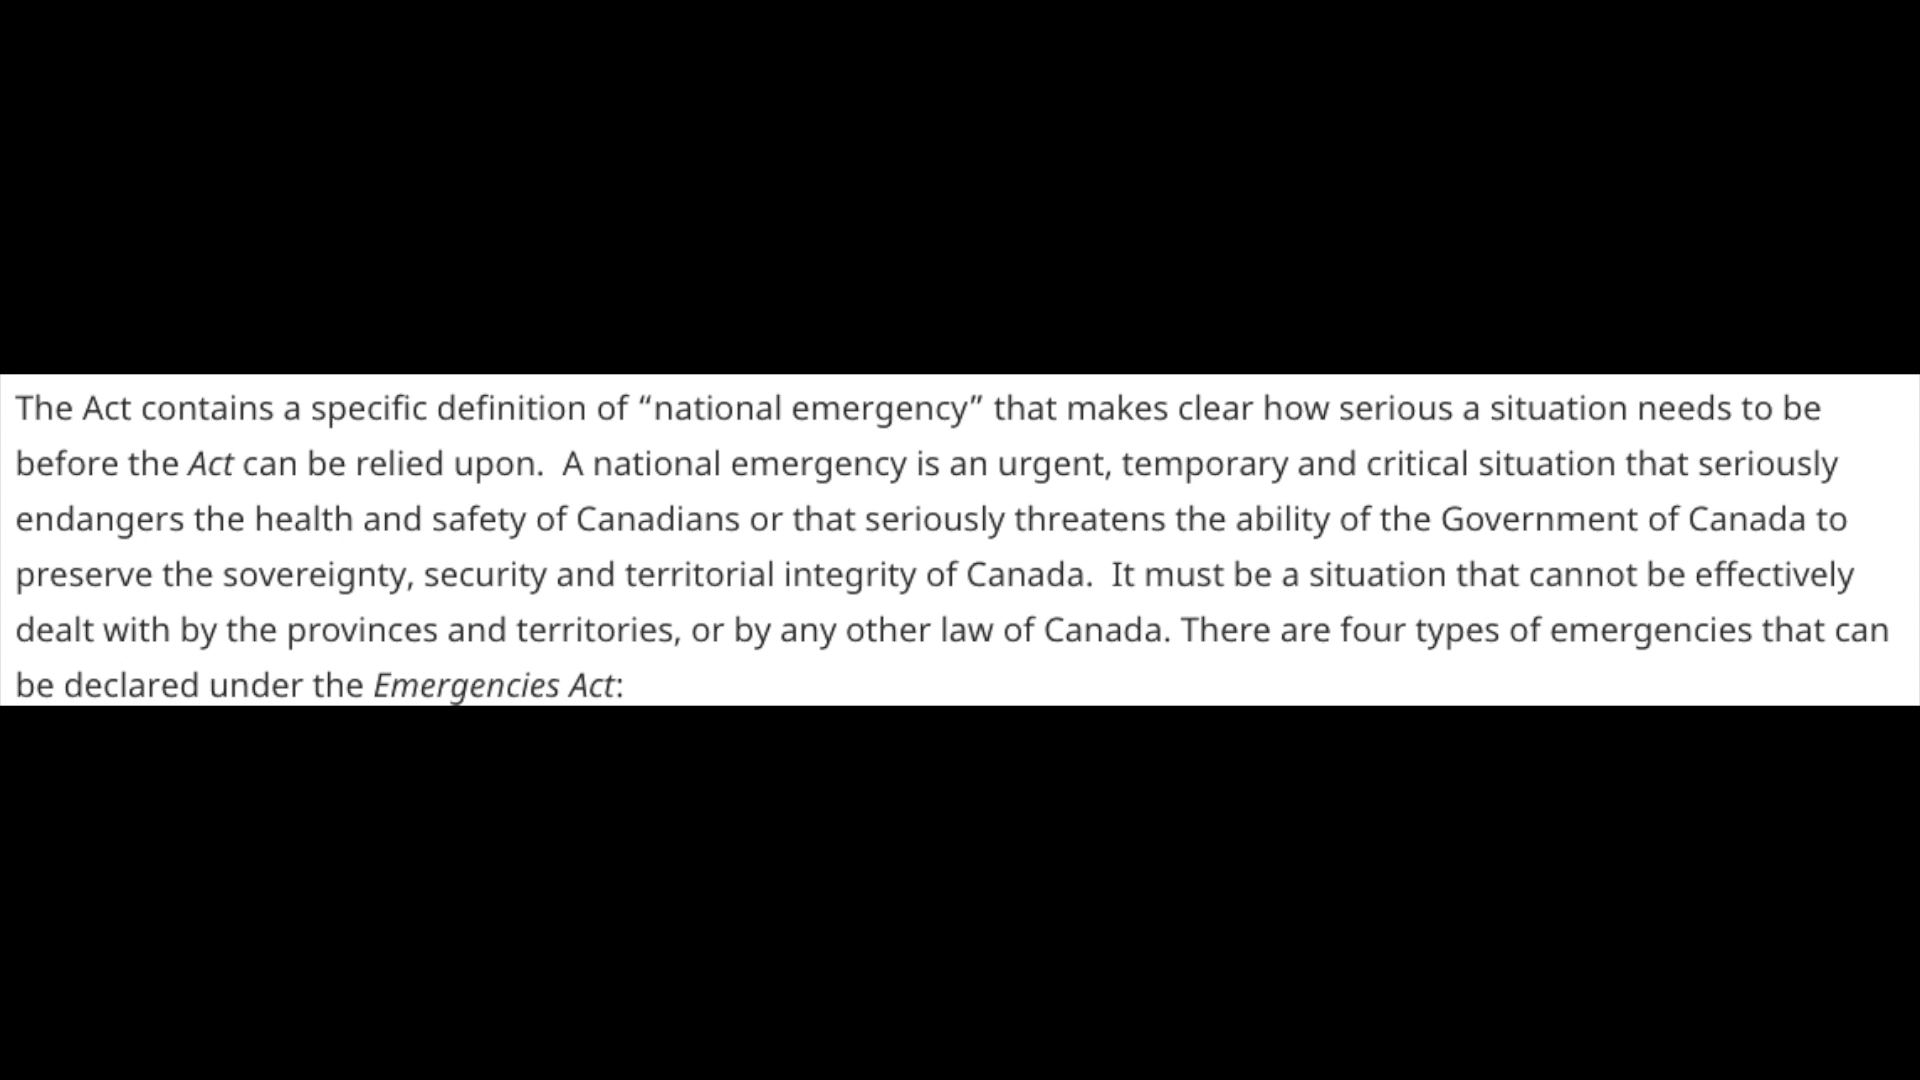 The Act contains a specific definition of “national emergency” that makes clear how serious a situation needs to be
before the Act can be relied upon.  A national emergency is an urgent, temporary and critical situation that seriously
endangers the health and safety of Canadians or that seriously threatens the ability of the Government of Canada to
preserve the sovereignty, security and territorial integrity of Canada.  It must be a situation that cannot be effectively
dealt with by the provinces and territories, or by any other law of Canada. There are four types of emergencies that can
be declared under the Emergencies Act: